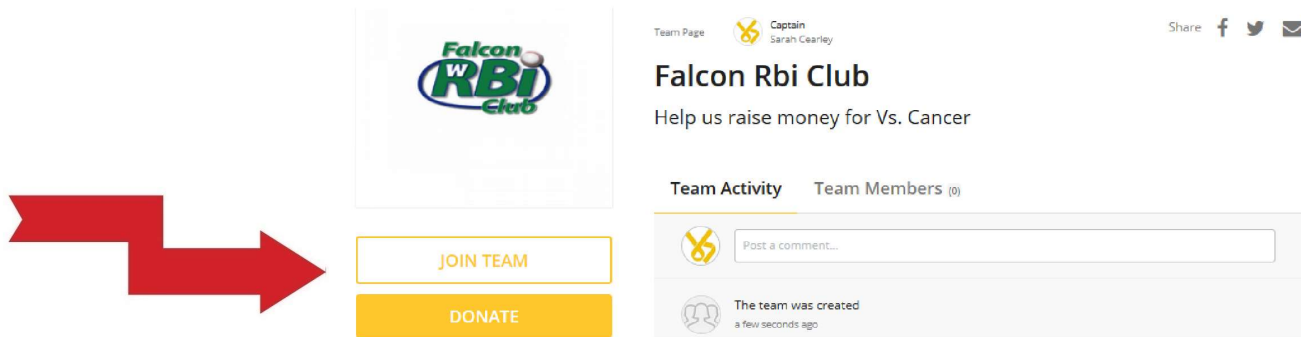 Falcon
W
RBi
Club
JOIN TEAM
DONATE
Team Page
Captain
Sarah Cearley
Share
Falcon Rbi Club
Help us raise money for Vs. Cancer
Team Activity Team Members (0)
Post a comment...
The team was created
a few seconds ago